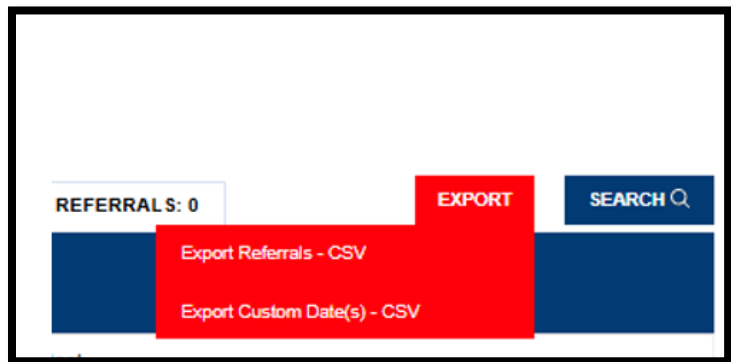 REFERRALS: 0
EXPORT
SEARCH
Export Referrals - CSV
Export Custom Date(s) - CSV